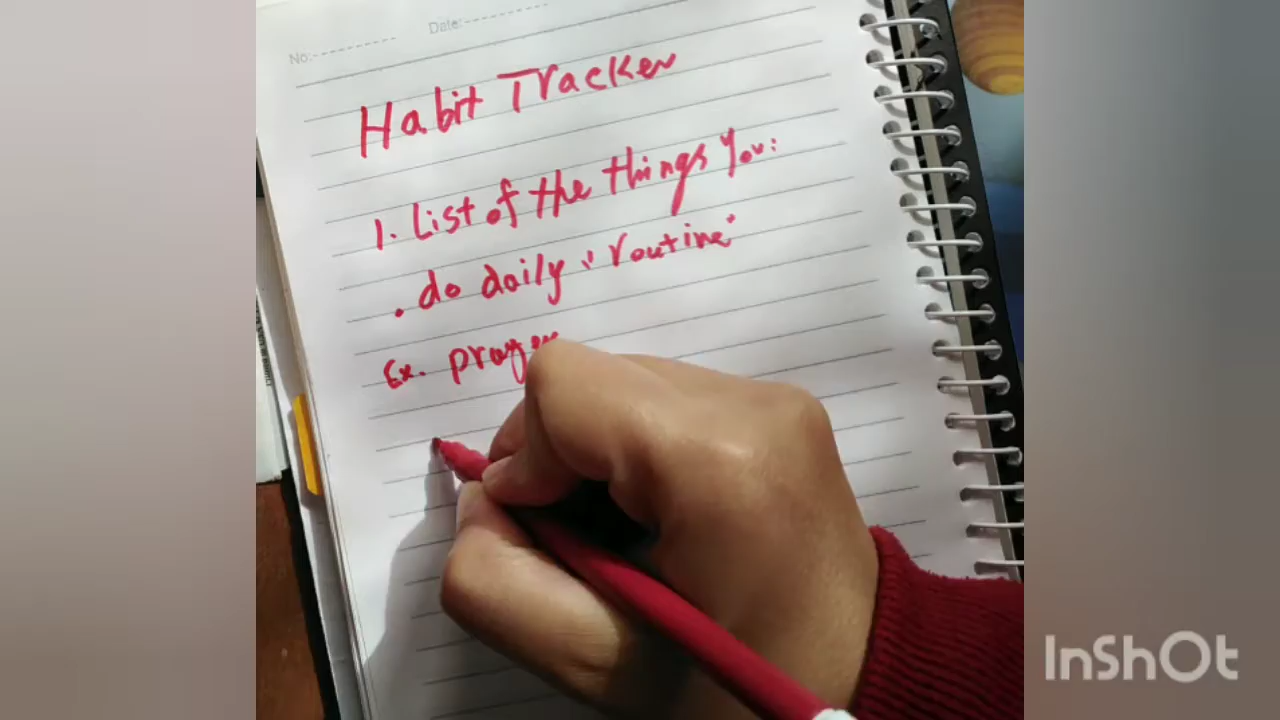 No:-----------
Date:-----------
Habit Tracker
1. List of the things you:
. do daily "routine"
Ex. prayer
InShOt